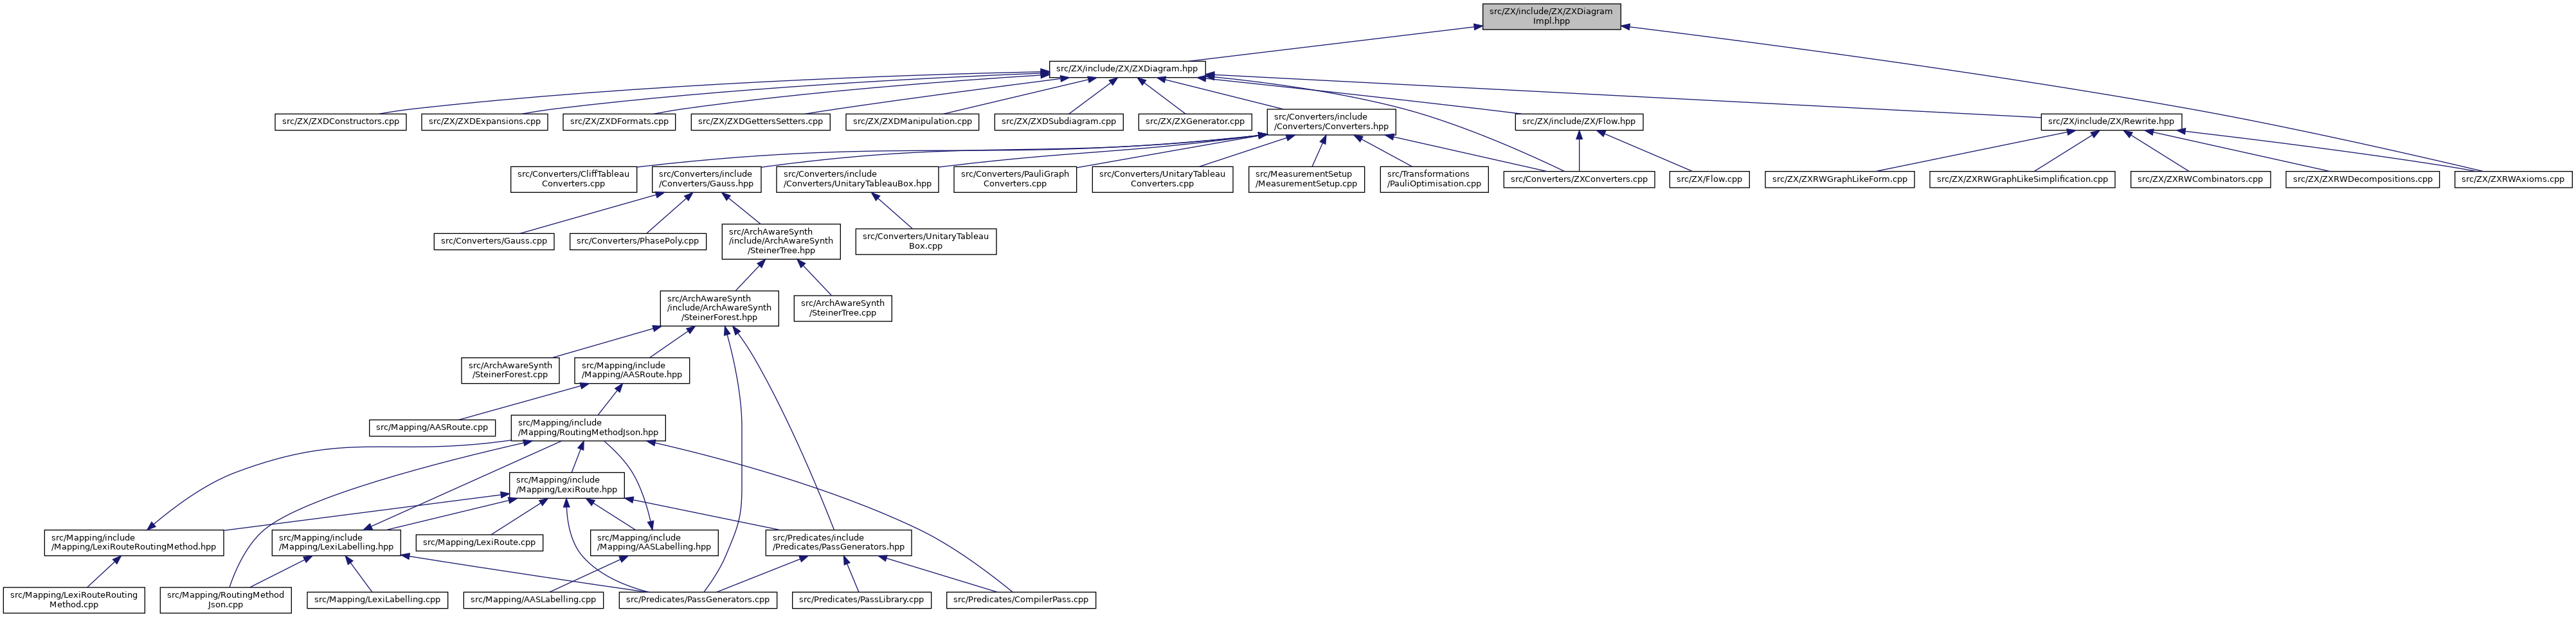 src/ZX/include/ZX/ZXDiagram
Impl.hpp
src/ZX/include/ZX/ZXDiagram.hpp
src/ZX/ZXDConstructors.cpp
src/ZX/ZXDExpansions.cpp
src/ZX/ZXDFormats.cpp
src/ZX/ZXDGettersSetters.cpp
src/ZX/ZXDManipulation.cpp
src/ZX/ZXDSubdiagram.cpp
src/ZX/ZXGenerator.cpp
src/Converters/include
/Converters/Converters.hpp
src/ZX/include/ZX/Flow.hpp
src/ZX/include/ZX/Rewrite.hpp
src/Converters/CliffTableau
Converters.cpp
src/Converters/include
/Converters/Gauss.hpp
src/Converters/include
/Converters/UnitaryTableauBox.hpp
src/Converters/PauliGraph
Converters.cpp
src/Converters/UnitaryTableau
Converters.cpp
src/MeasurementSetup
/MeasurementSetup.cpp
src/Transformations
/PauliOptimisation.cpp
src/Converters/ZXConverters.cpp
src/ZX/Flow.cpp
src/ZX/ZXRWGraphLikeForm.cpp
src/ZX/ZXRWGraphLikeSimplification.cpp
src/ZX/ZXRWCombinators.cpp
src/ZX/ZXRWDecompositions.cpp
src/ZX/ZXRWAxioms.cpp
src/Converters/Gauss.cpp
src/Converters/PhasePoly.cpp
src/ArchAwareSynth
/include/ArchAwareSynth
/SteinerTree.hpp
src/Converters/UnitaryTableau
Box.cpp
src/ArchAwareSynth
/include/ArchAwareSynth
/SteinerForest.hpp
src/ArchAwareSynth
/SteinerTree.cpp
src/ArchAwareSynth
/SteinerForest.cpp
src/Mapping/include
/Mapping/AASRoute.hpp
src/Mapping/AASRoute.cpp
src/Mapping/include
/Mapping/RoutingMethodJson.hpp
src/Mapping/include
/Mapping/LexiRoute.hpp
src/Mapping/include
/Mapping/LexiRouteRoutingMethod.hpp
src/Mapping/include
/Mapping/LexiLabelling.hpp
src/Mapping/LexiRoute.cpp
src/Mapping/include
/Mapping/AASLabelling.hpp
src/Predicates/include
/Predicates/PassGenerators.hpp
src/Mapping/LexiRouteRouting
Method.cpp
src/Mapping/RoutingMethod
Json.cpp
src/Mapping/LexiLabelling.cpp
src/Mapping/AASLabelling.cpp
src/Predicates/PassGenerators.cpp
src/Predicates/PassLibrary.cpp
src/Predicates/CompilerPass.cpp